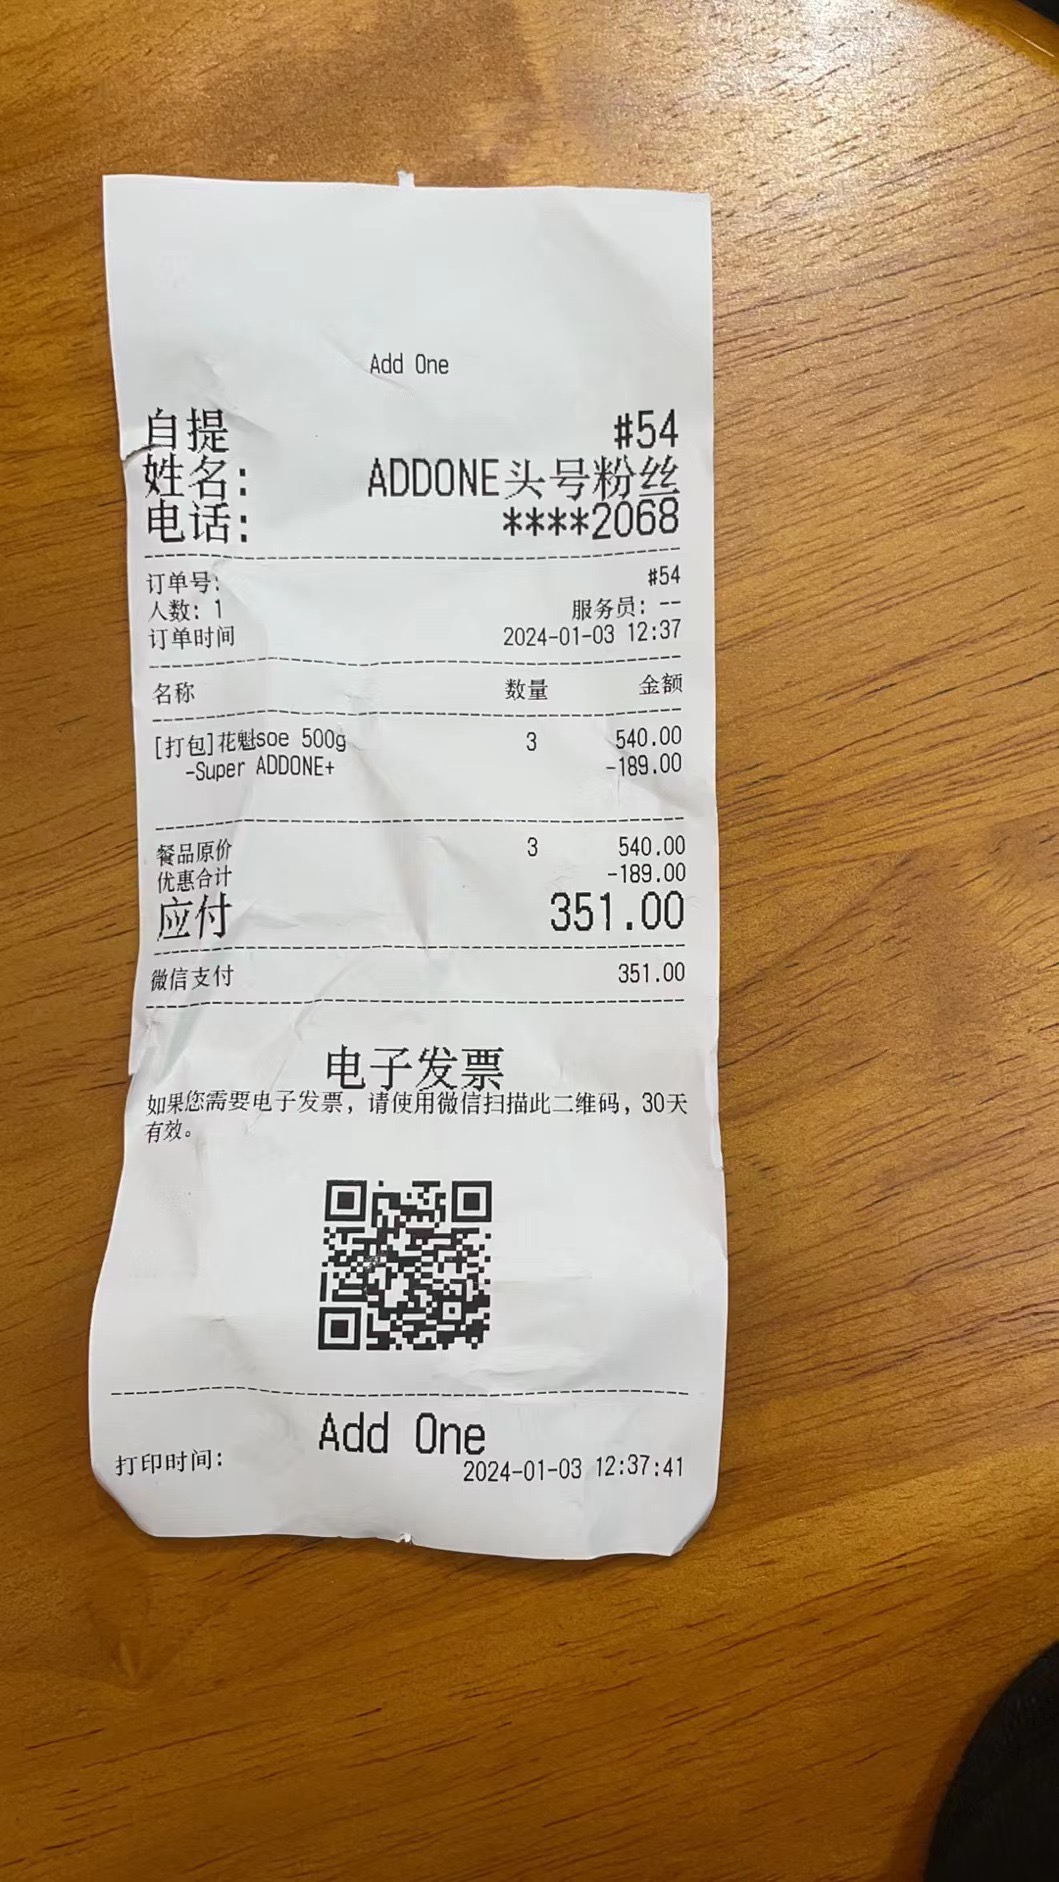 Add One
自提 #54
姓名: ADDONE头号粉丝
电话: ****2068
订单号: #54
人数: 1 服务员: --
订单时间 2024-01-03 12:37
名称 数量 金额
[打包]花魁soe 500g 3 540.00
-Super ADDONE+ -189.00
餐品原价 3 540.00
优惠合计 -189.00
应付 351.00
微信支付 351.00
电子发票
如果您需要电子发票，请使用微信扫描此二维码，30天
有效。
Add One
打印时间: 2024-01-03 12:37:41